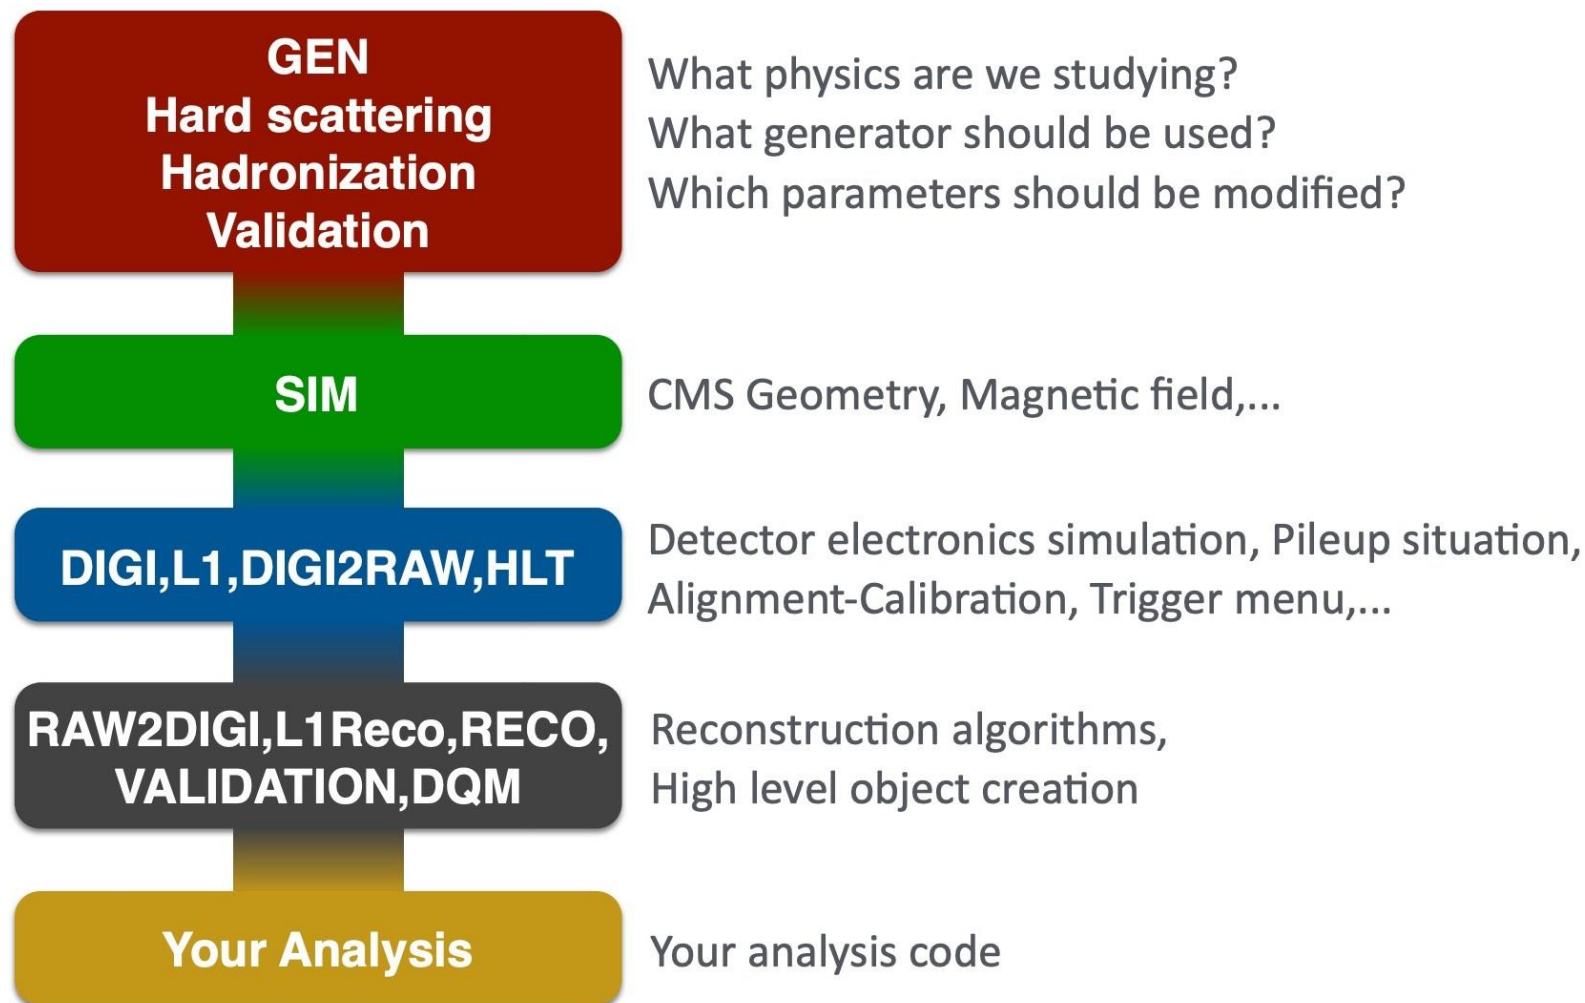 GEN
Hard scattering
Hadronization
Validation
What physics are we studying?
What generator should be used?
Which parameters should be modified?
SIM
CMS Geometry, Magnetic field,...
DIGI,L1,DIGI2RAW,HLT
Detector electronics simulation, Pileup situation,
Alignment-Calibration, Trigger menu,...
RAW2DIGI,L1Reco,RECO,
VALIDATION,DQM
Reconstruction algorithms,
High level object creation
Your Analysis
Your analysis code